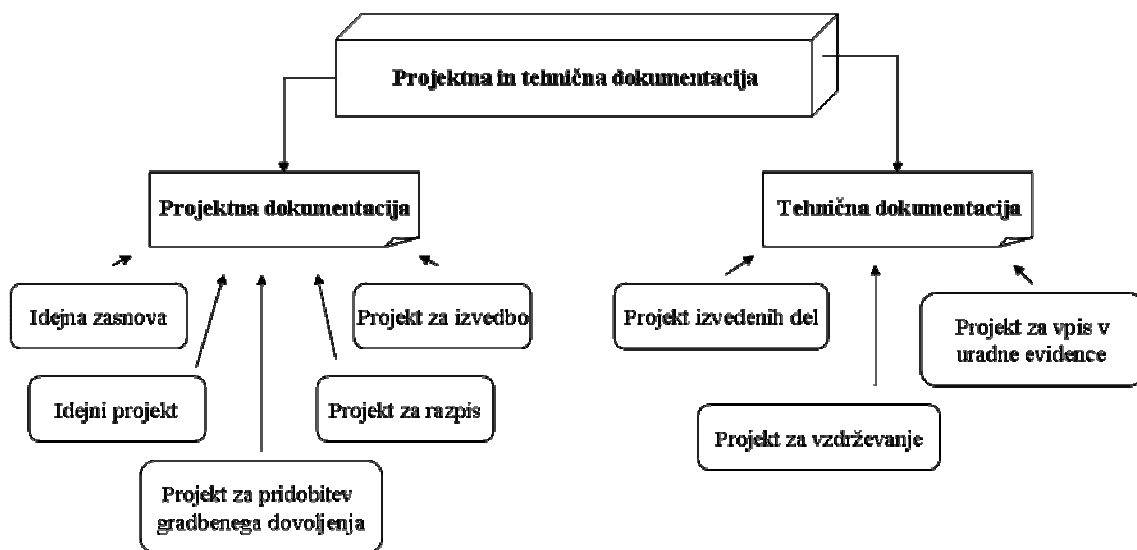 Projektna in tehnična dokumentacija
Projektna dokumentacija
Tehnična dokumentacija
Idejna zasnova
Projekt za izvedbo
Idejni projekt
Projekt za razpis
Projekt za pridobitev
gradbenega dovoljenja
Projekt izvedenih del
Projekt za vpis v
uradne evidence
Projekt za vzdrževanje